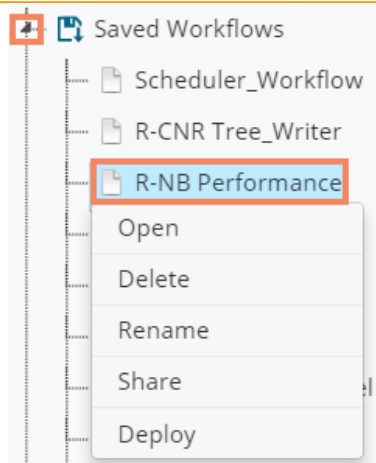 Saved Workflows
Scheduler_Workflow
R-CNR Tree_Writer
R-NB Performance
Open
Delete
Rename
Share
Deploy